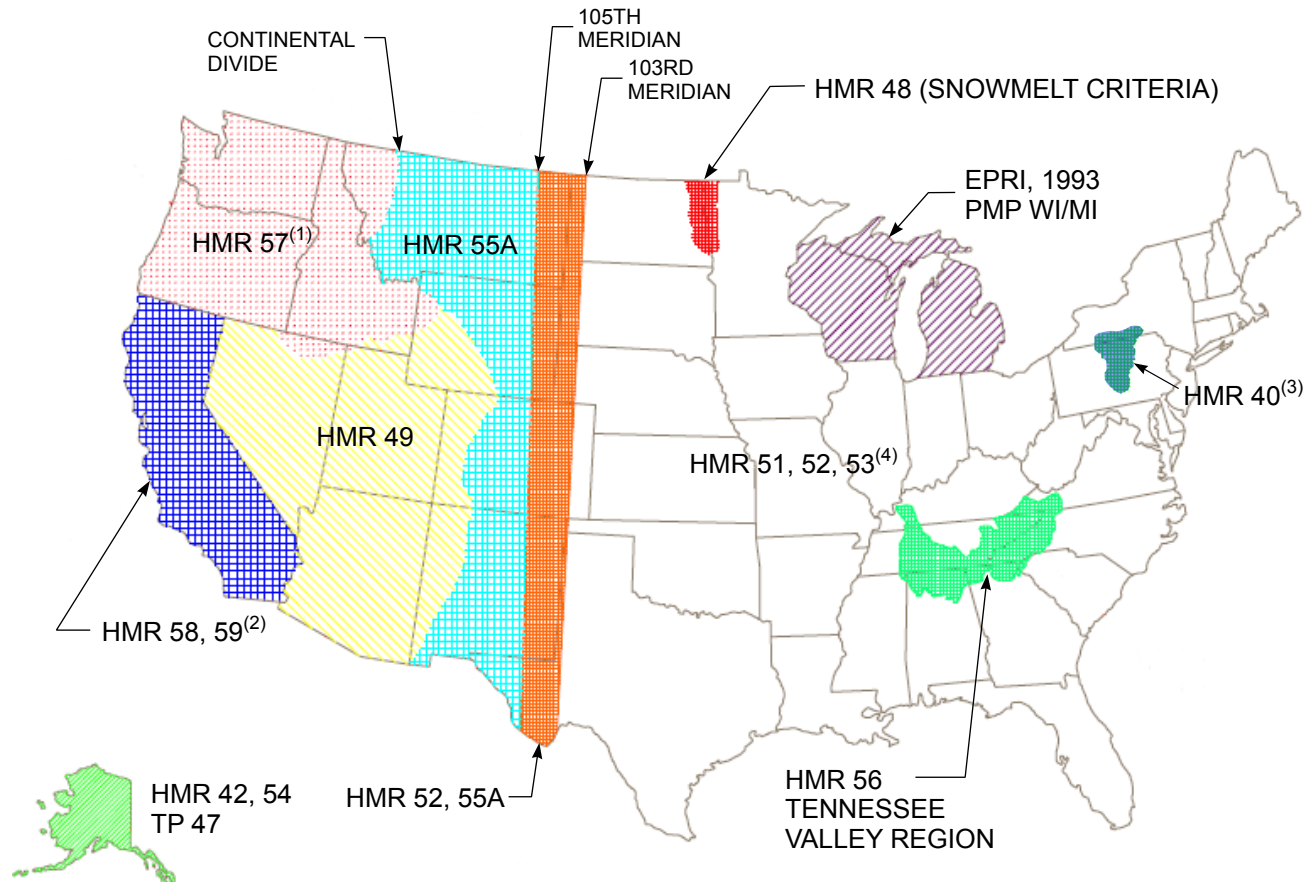 CONTINENTAL
DIVIDE
105TH
MERIDIAN
103RD
MERIDIAN
HMR 48 (SNOWMELT CRITERIA)
EPRI, 1993
PMP WI/MI
HMR 57(1)
HMR 55A
HMR 40(3)
HMR 49
HMR 51, 52, 53(4)
HMR 58, 59(2)
HMR 42, 54
TP 47
HMR 52, 55A
HMR 56
TENNESSEE
VALLEY REGION